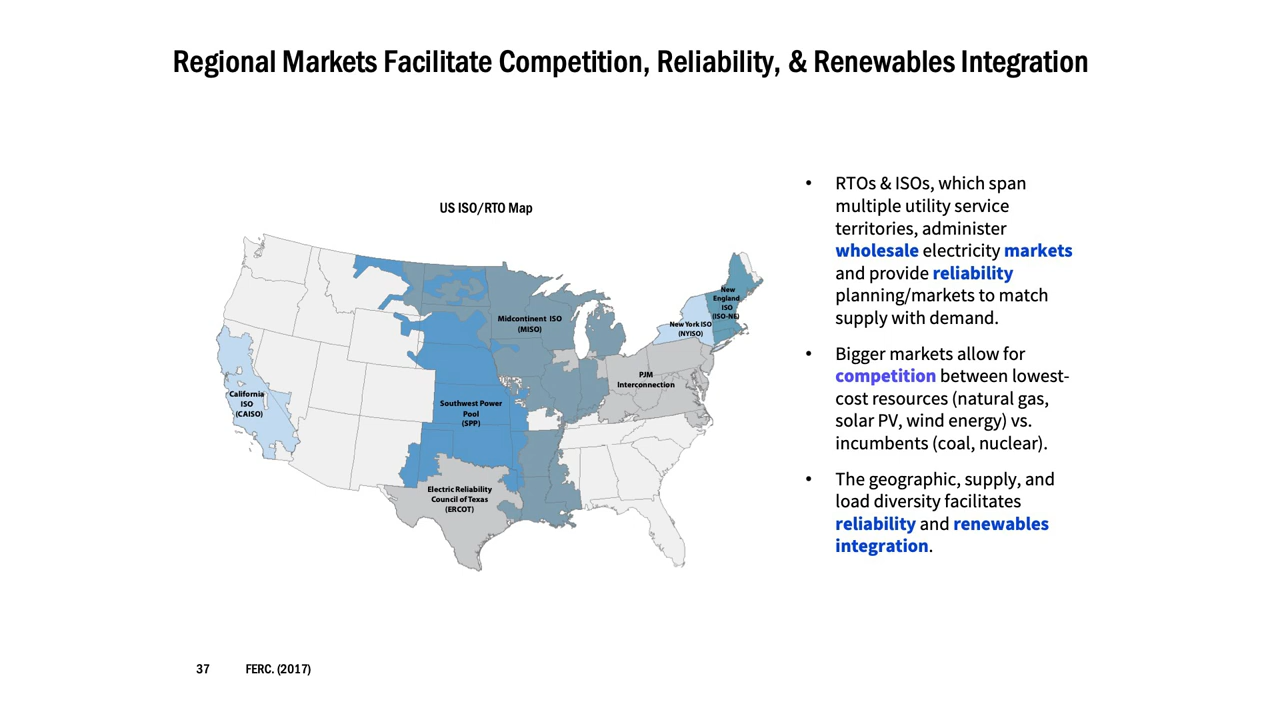 Regional Markets Facilitate Competition, Reliability, & Renewables Integration
US ISO/RTO Map
New
England
ISO
(ISO-NE)
Midcontinent ISO
(MISO)
New York ISO
(NYISO)
PJM
Interconnection
California
ISO
(CAISO)
Southwest Power
Pool
(SPP)
Electric Reliability
Council of Texas
(ERCOT)
• RTOs & ISOs, which span
multiple utility service
territories, administer
wholesale electricity markets
and provide reliability
planning/markets to match
supply with demand.
• Bigger markets allow for
competition between lowest-
cost resources (natural gas,
solar PV, wind energy) vs.
incumbents (coal, nuclear).
• The geographic, supply, and
load diversity facilitates
reliability and renewables
integration.
37 FERC. (2017)